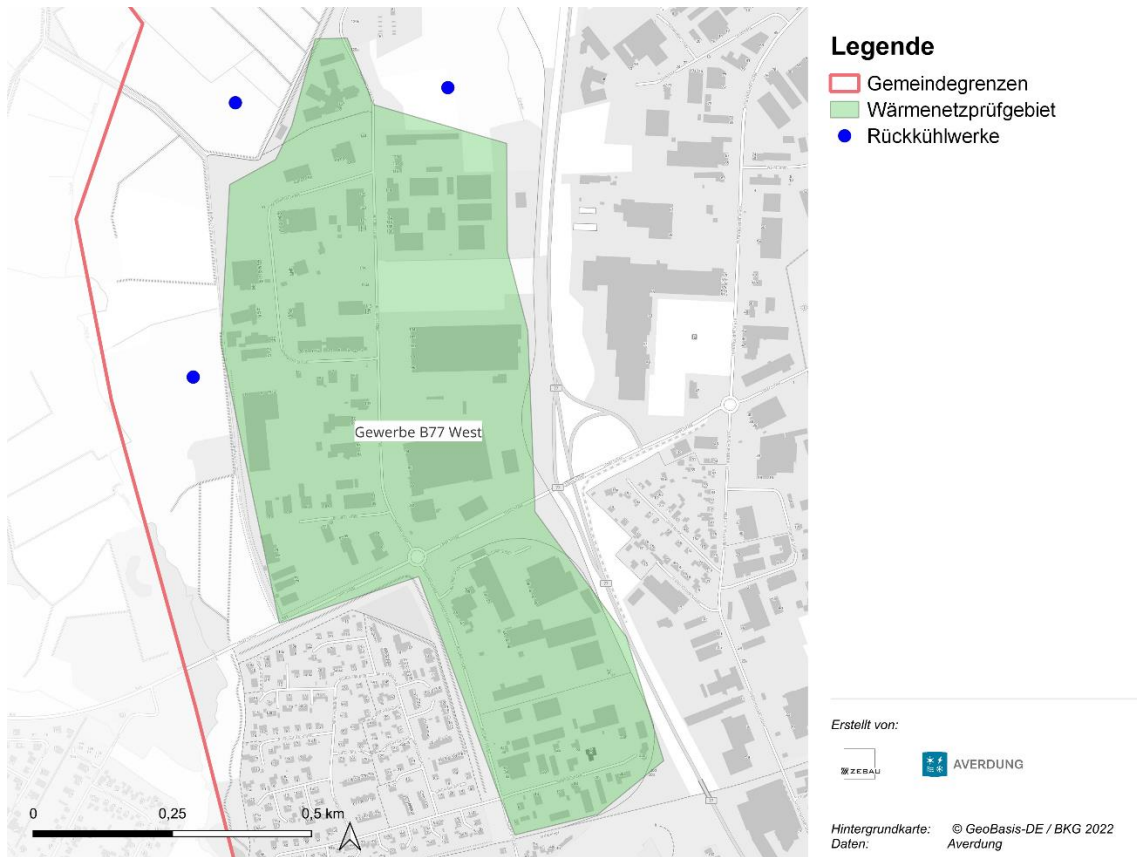 Legende
Gemeindegrenzen
Wärmenetzprüfgebiet
Rückkühlwerke
Gewerbe B77 West
0 0,25 0,5 km
Erstellt von:
ZEBAU
AVERDUNG
Hintergrundkarte: © GeoBasis-DE / BKG 2022
Daten: Averdung